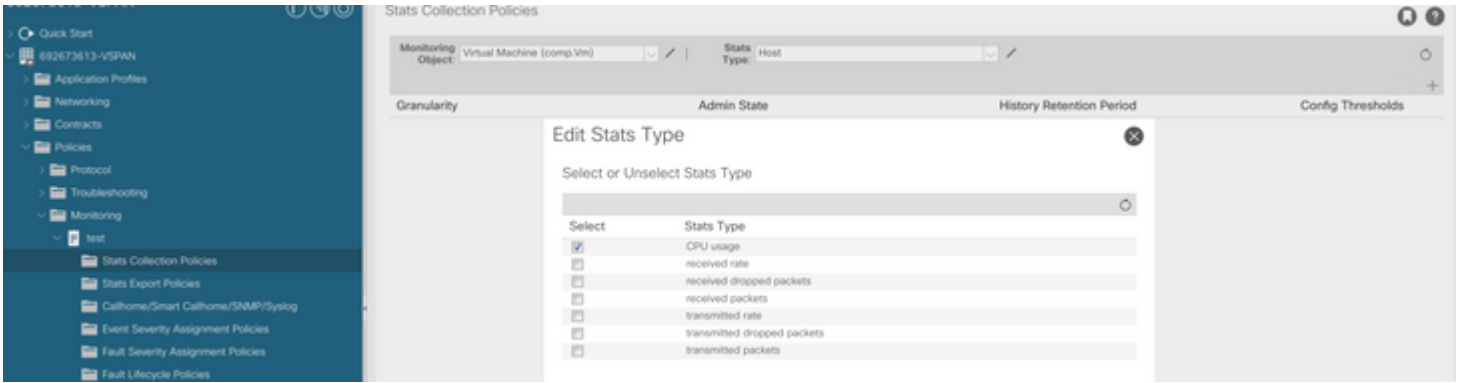 Quick Start
692673613-VSPAN
Application Profiles
Networking
Contracts
Policies
Protocol
Troubleshooting
Monitoring
test
Stats Collection Policies
Stats Export Policies
Callhome/Smart Callhome/SNMP/Syslog
Event Severity Assignment Policies
Fault Severity Assignment Policies
Fault Lifecycle Policies
Stats Collection Policies
Monitoring Object: Virtual Machine (comp.Vm) Stats Type: Host
Granularity Admin State History Retention Period Config Thresholds
Edit Stats Type
Select or Unselect Stats Type
Select Stats Type
CPU usage
received rate
received dropped packets
received packets
transmitted rate
transmitted dropped packets
transmitted packets